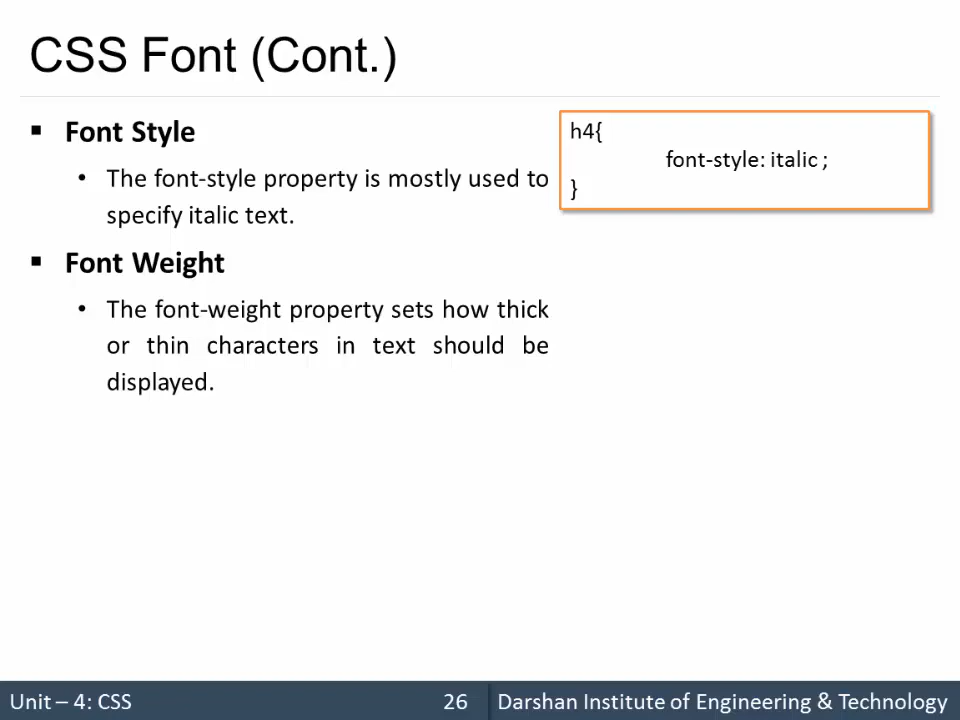 CSS Font (Cont.)
▪ Font Style
• The font-style property is mostly used to
specify italic text.
▪ Font Weight
• The font-weight property sets how thick
or thin characters in text should be
displayed.
h4{
font-style: italic ;
}
Unit – 4: CSS
26
Darshan Institute of Engineering & Technology